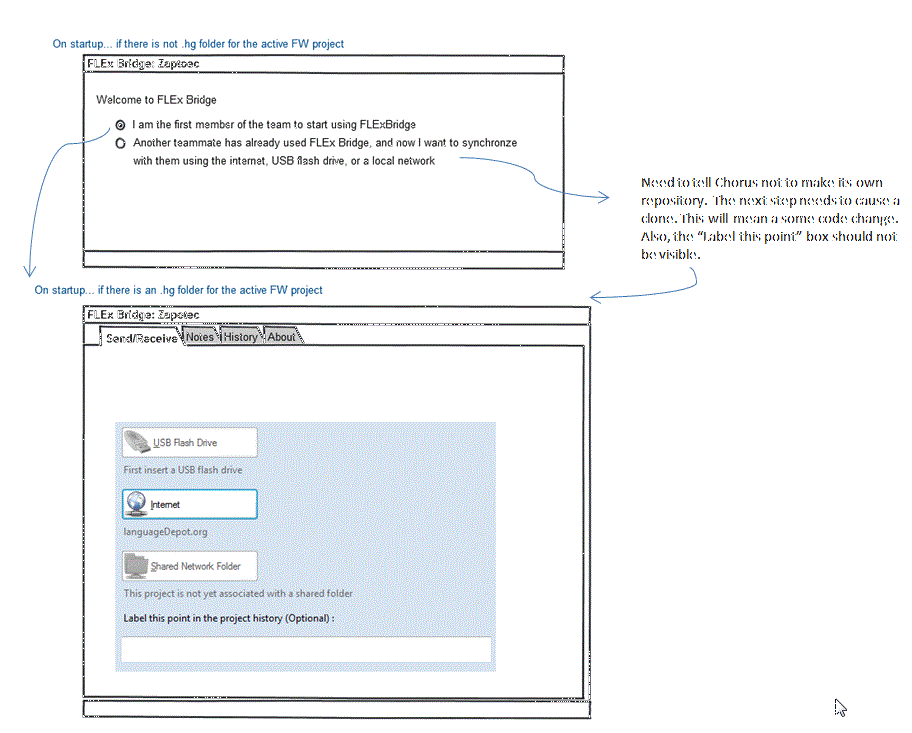 On startup... if there is not .hg folder for the active FW project
FLEx Bridge: Zaptoec
Welcome to FLEx Bridge
I am the first member of the team to start using FLExBridge
Another teammate has already used FLEx Bridge, and now I want to synchronze
with them using the internet, USB flash drive, or a local network
Need to tell Chorus not to make its own
repository. The next step needs to cause a
clone. This will mean a some code change.
Also, the “Label this point” box should not
be visible.
On startup... if there is an .hg folder for the active FW project
FLEx Bridge: Zapotec
Send/Receive Notes History About
USB Flash Drive
First insert a USB flash drive
Internet
languageDepot.org
Shared Network Folder
This project is not yet associated with a shared folder
Label this point in the project history (Optional) :